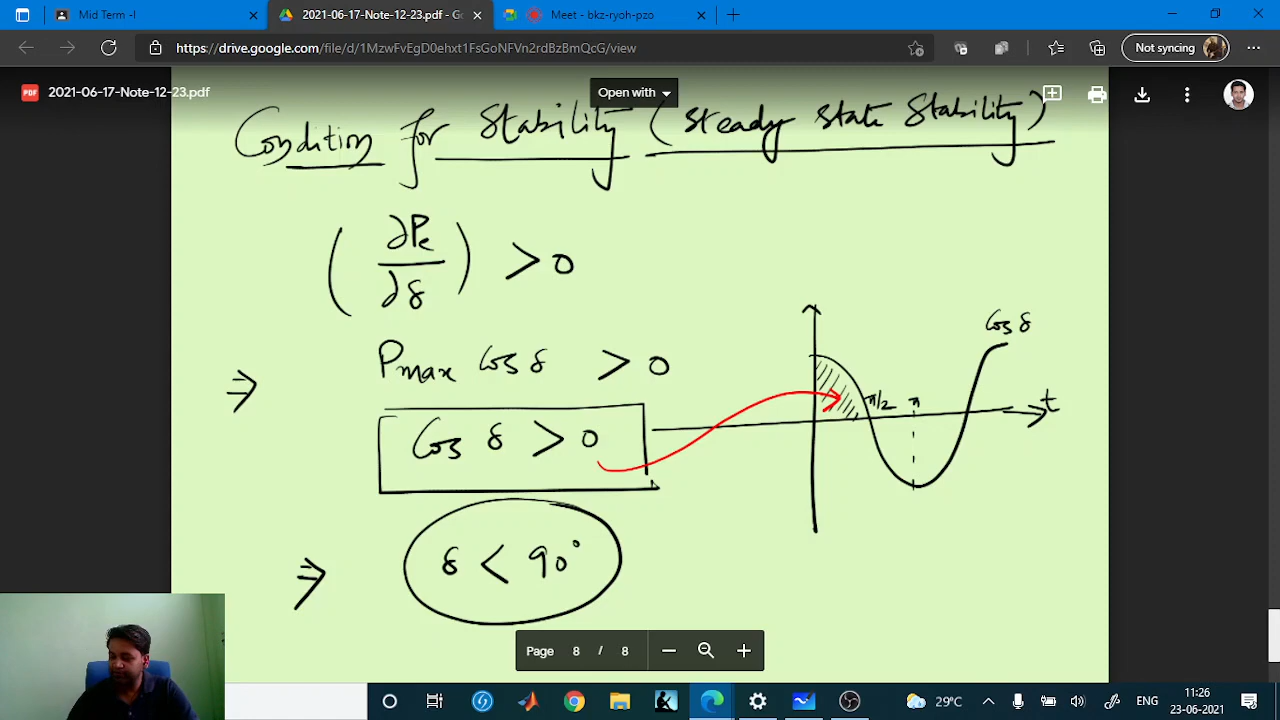 Mid Term -I
2021-06-17-Note-12-23.pdf - Go
Meet - bkz-ryoh-pzo
https://drive.google.com/file/d/1MzwFvEgD0ehxt1FsGoNFVn2rdBzBmQcG/view
Not syncing
PDF 2021-06-17-Note-12-23.pdf
Open with
Condition for Stability (Steady State Stability)
(∂Pe/∂δ) > 0
⇒ Pmax Cos δ > 0
Cos δ > 0
⇒ δ < 90°
Cos δ
π/2
π
t
Page 8 / 8
29°C
ENG
11:26
23-06-2021